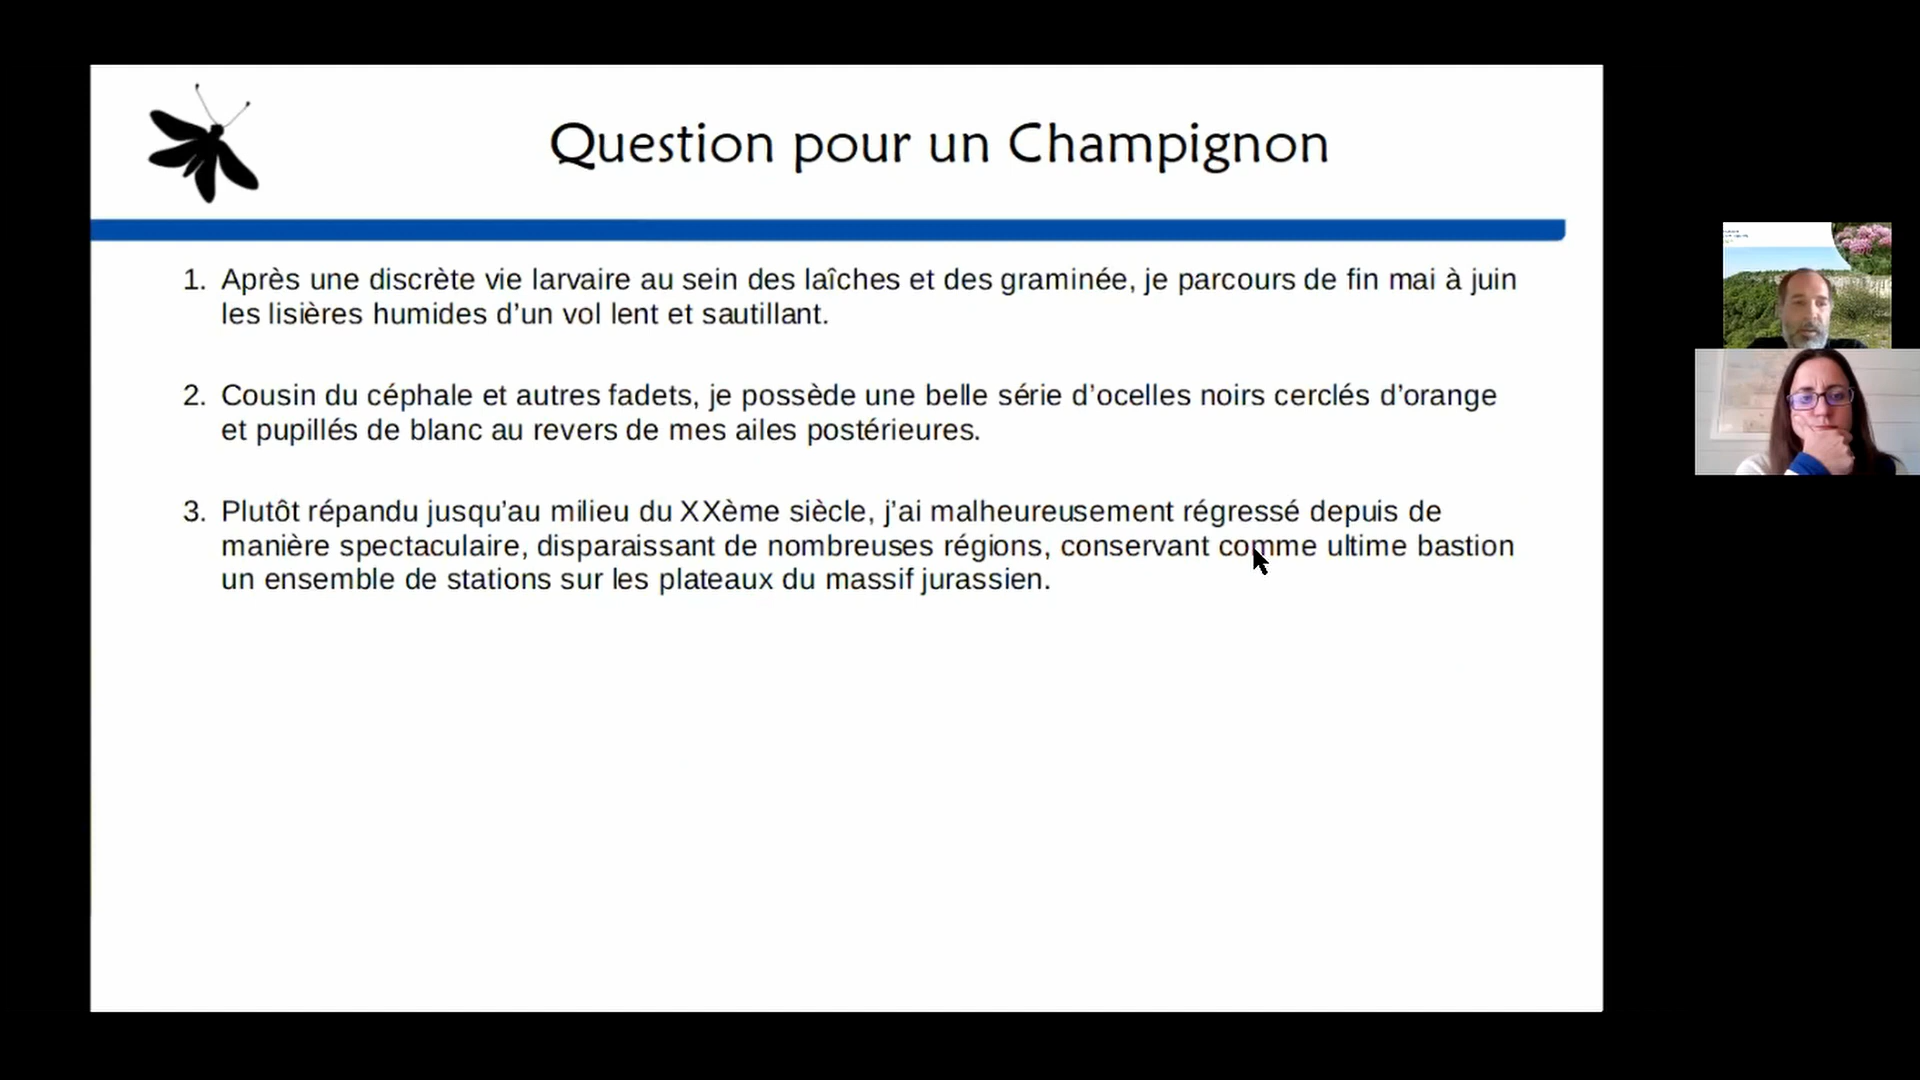 Question pour un Champignon
1. Après une discrète vie larvaire au sein des laîches et des graminée, je parcours de fin mai à juin
les lisières humides d’un vol lent et sautillant.
2. Cousin du céphale et autres fadets, je possède une belle série d’ocelles noirs cerclés d’orange
et pupillés de blanc au revers de mes ailes postérieures.
3. Plutôt répandu jusqu’au milieu du XXème siècle, j’ai malheureusement régressé depuis de
manière spectaculaire, disparaissant de nombreuses régions, conservant comme ultime bastion
un ensemble de stations sur les plateaux du massif jurassien.